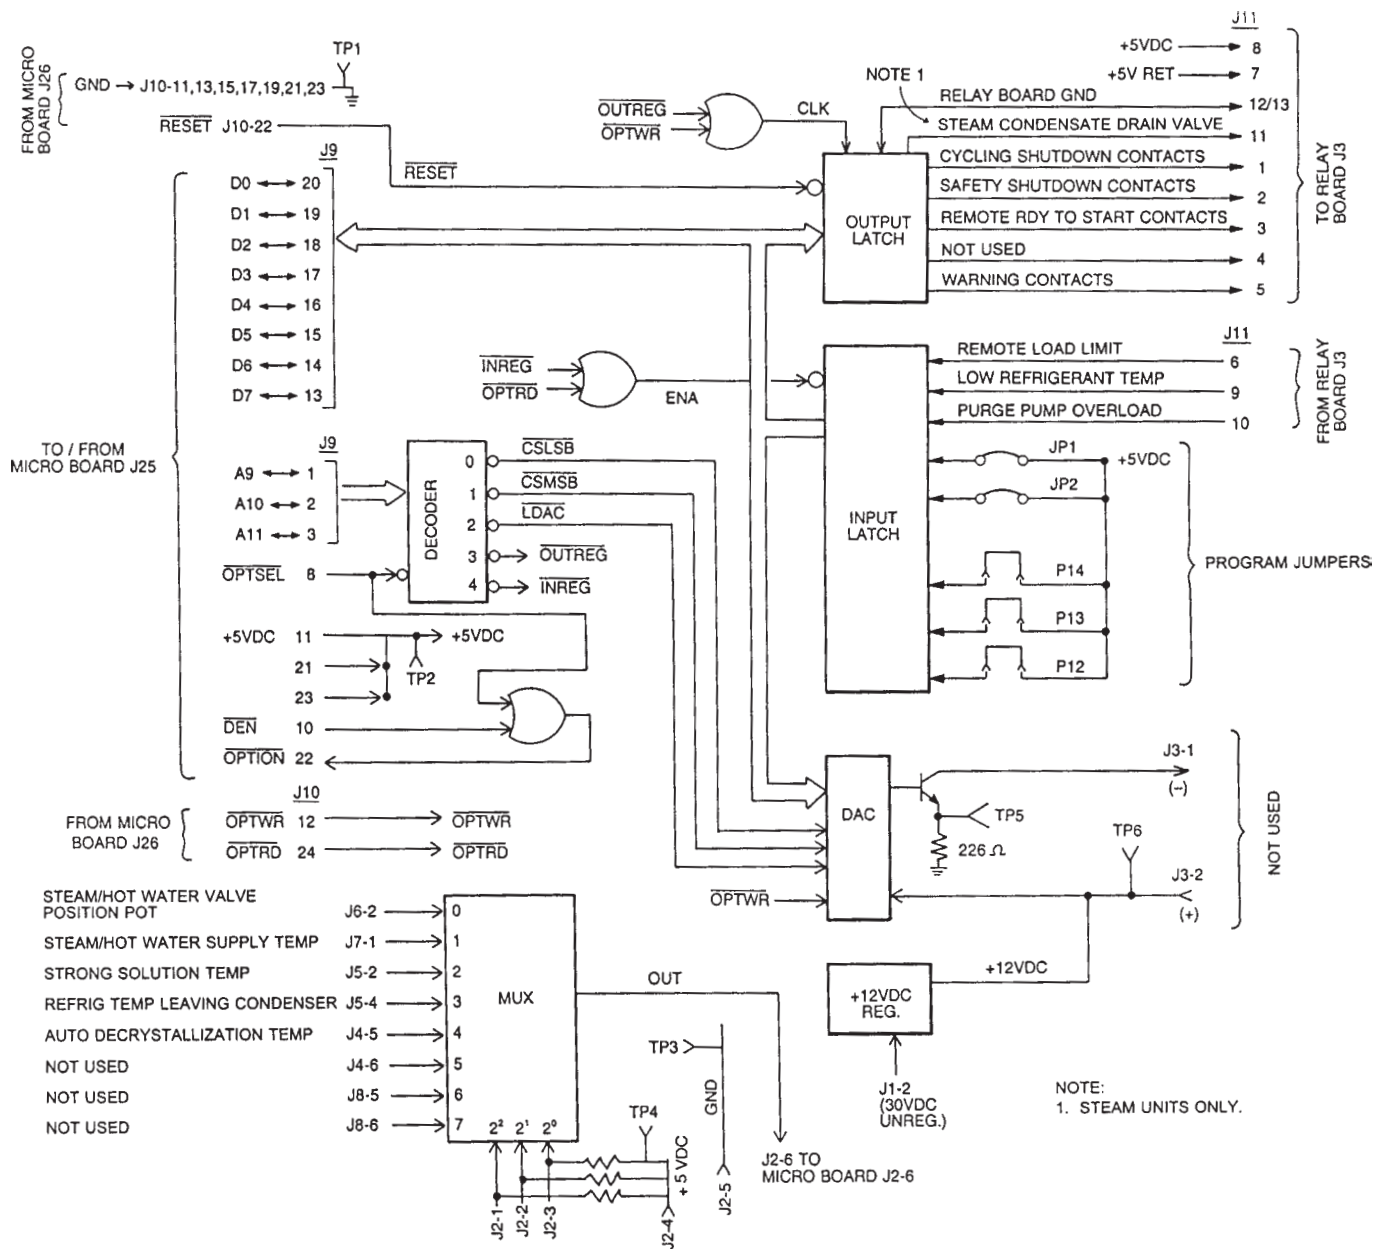 FROM MICRO
BOARD J26
GND → J10-11,13,15,17,19,21,23
TP1
RESET J10-22
J9
D0 20
D1 19
D2 18
D3 17
D4 16
D5 15
D6 14
D7 13
TO / FROM
MICRO BOARD J25
J9
A9 1
A10 2
A11 3
OPTSEL 8
+5VDC 11
21
23
+5VDC
TP2
DEN 10
OPTION 22
J10
FROM MICRO
BOARD J26
OPTWR 12 OPTWR
OPTRD 24 OPTRD
RESET
OUTREG
OPTWR
CLK
NOTE 1
OUTPUT
LATCH
J11
+5VDC 8
+5V RET 7
RELAY BOARD GND 12/13
STEAM CONDENSATE DRAIN VALVE 11
CYCLING SHUTDOWN CONTACTS 1
SAFETY SHUTDOWN CONTACTS 2
REMOTE RDY TO START CONTACTS 3
NOT USED 4
WARNING CONTACTS 5
TO RELAY
BOARD J3
INREG
OPTRD
ENA
INPUT
LATCH
J11
REMOTE LOAD LIMIT 6
LOW REFRIGERANT TEMP 9
PURGE PUMP OVERLOAD 10
FROM RELAY
BOARD J3
JP1
+5VDC
JP2
P14
P13
P12
PROGRAM JUMPERS
DECODER
0 CSLSB
1 CSMSB
2 LDAC
3 OUTREG
4 INREG
DAC
OPTWR
TP5
226 Ω
J3-1
(–)
TP6
J3-2
(+)
NOT USED
+12VDC
+12VDC
REG.
J1-2
(30VDC
UNREG.)
STEAM/HOT WATER VALVE
POSITION POT J6-2 0
STEAM/HOT WATER SUPPLY TEMP J7-1 1
STRONG SOLUTION TEMP J5-2 2
REFRIG TEMP LEAVING CONDENSER J5-4 3
AUTO DECRYSTALLIZATION TEMP J4-5 4
NOT USED J4-6 5
NOT USED J8-5 6
NOT USED J8-6 7
MUX
2² 2¹ 2⁰
OUT
TP3
GND
J2-5
TP4
+5 VDC
J2-1
J2-2
J2-3
J2-4
J2-6 TO
MICRO BOARD J2-6
NOTE:
1. STEAM UNITS ONLY.